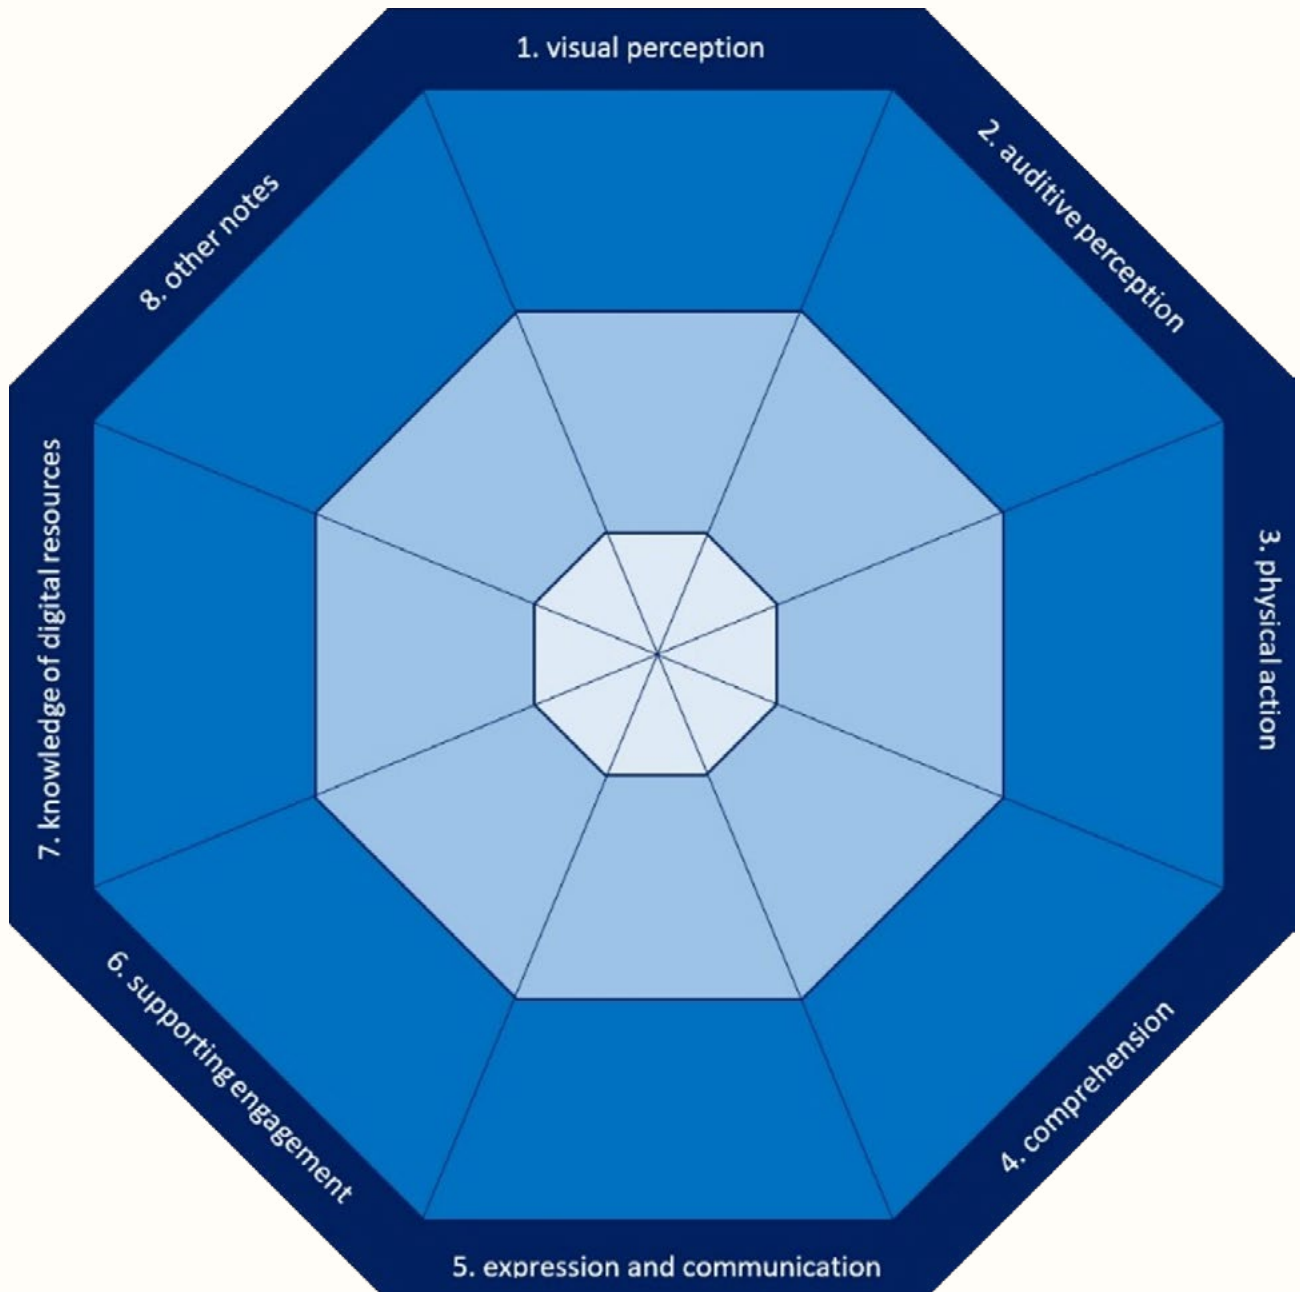 1. visual perception
2. auditive perception
3. physical action
4. comprehension
5. expression and communication
6. supporting engagement
7. knowledge of digital resources
8. other notes